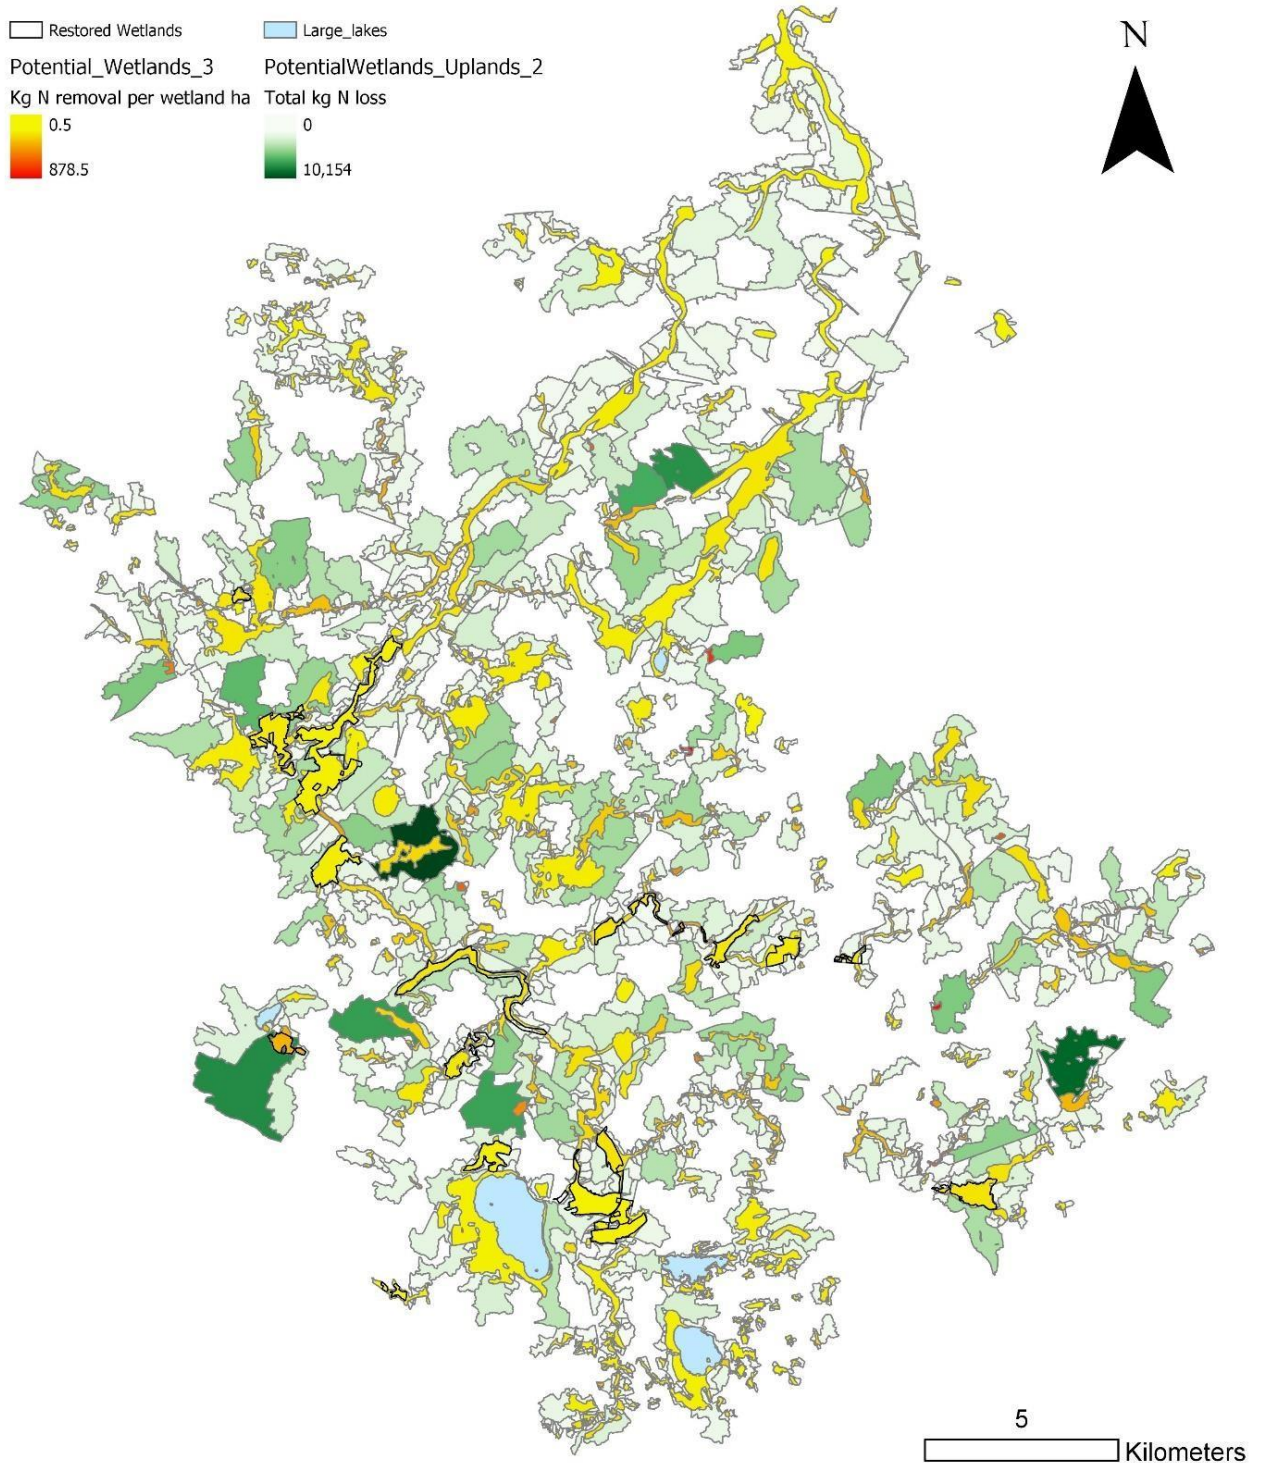 Restored Wetlands
Large_lakes
Potential_Wetlands_3
PotentialWetlands_Uplands_2
Kg N removal per wetland ha
Total kg N loss
0.5
0
878.5
10,154
N
5
Kilometers